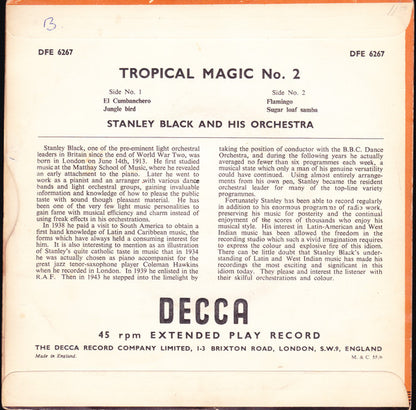 B
DFE 6267
DFE 6267
TROPICAL MAGIC No. 2
Side No. 1
El Cumbanchero
Jungle bird
Side No. 2
Flamingo
Sugar loaf samba
STANLEY BLACK AND HIS ORCHESTRA
Stanley Black, one of the pre-eminent light orchestral
leaders in Britain since the end of World War Two, was
born in London on June 14th, 1913. He first studied
music at the Matthay School of Music, where he revealed
an early attachment to the piano. Later he went to
work as a pianist and an arranger with various dance
bands and light orchestral groups, gaining invaluable
information and knowledge of how to please the public
taste with sound though pleasant material. He has
been one of the very few light orchestral personalities to
gain fame with musical efficiency and charm instead of
using freak effects in his orchestrations.
In 1938 he paid a visit to South America to obtain a
first hand knowledge of Latin and Caribbean music, the
forms which have always held a consuming interest for
him. It is also interesting to mention as an illustration
of Stanley's quite catholic taste in music that in 1934
he was actually chosen as piano accompanist for the
great jazz tenor-saxophone player Coleman Hawkins
when he recorded in London. In 1939 he enlisted in the
R.A.F. Then in 1943 he stepped into the limelight by
taking the position of conductor with the B.B.C. Dance
Orchestra, and during the following years he actually
averaged no fewer than six programmes each week, a
musical state which only a man of his genuine versatility
could have continued. Using almost entirely arrange-
ments from his own pen, Stanley became the resident
orchestral leader for many of the top-line variety
programmes.
Fortunately Stanley has been able to record regularly
in addition to his enormous program of radio work,
preserving his music for posterity and the continual
enjoyment of the scores of thousands who enjoy his
musical style. His interest in Latin-American and West
Indian music has been allowed the freedom in the
recording studio which such a vivid imagination requires
to express the colour and explosive fire of this idiom.
There can be little doubt that Stanley Black's under-
standing of Latin and West Indian music has made his
recordings the most exciting and significant in this
idiom today. They please and interest the listener with
their skilful orchestrations and colour.
DECCA
45 rpm EXTENDED PLAY RECORD
THE DECCA RECORD COMPANY LIMITED, 1-3 BRIXTON ROAD, LONDON, S.W.9, ENGLAND
Made in England.